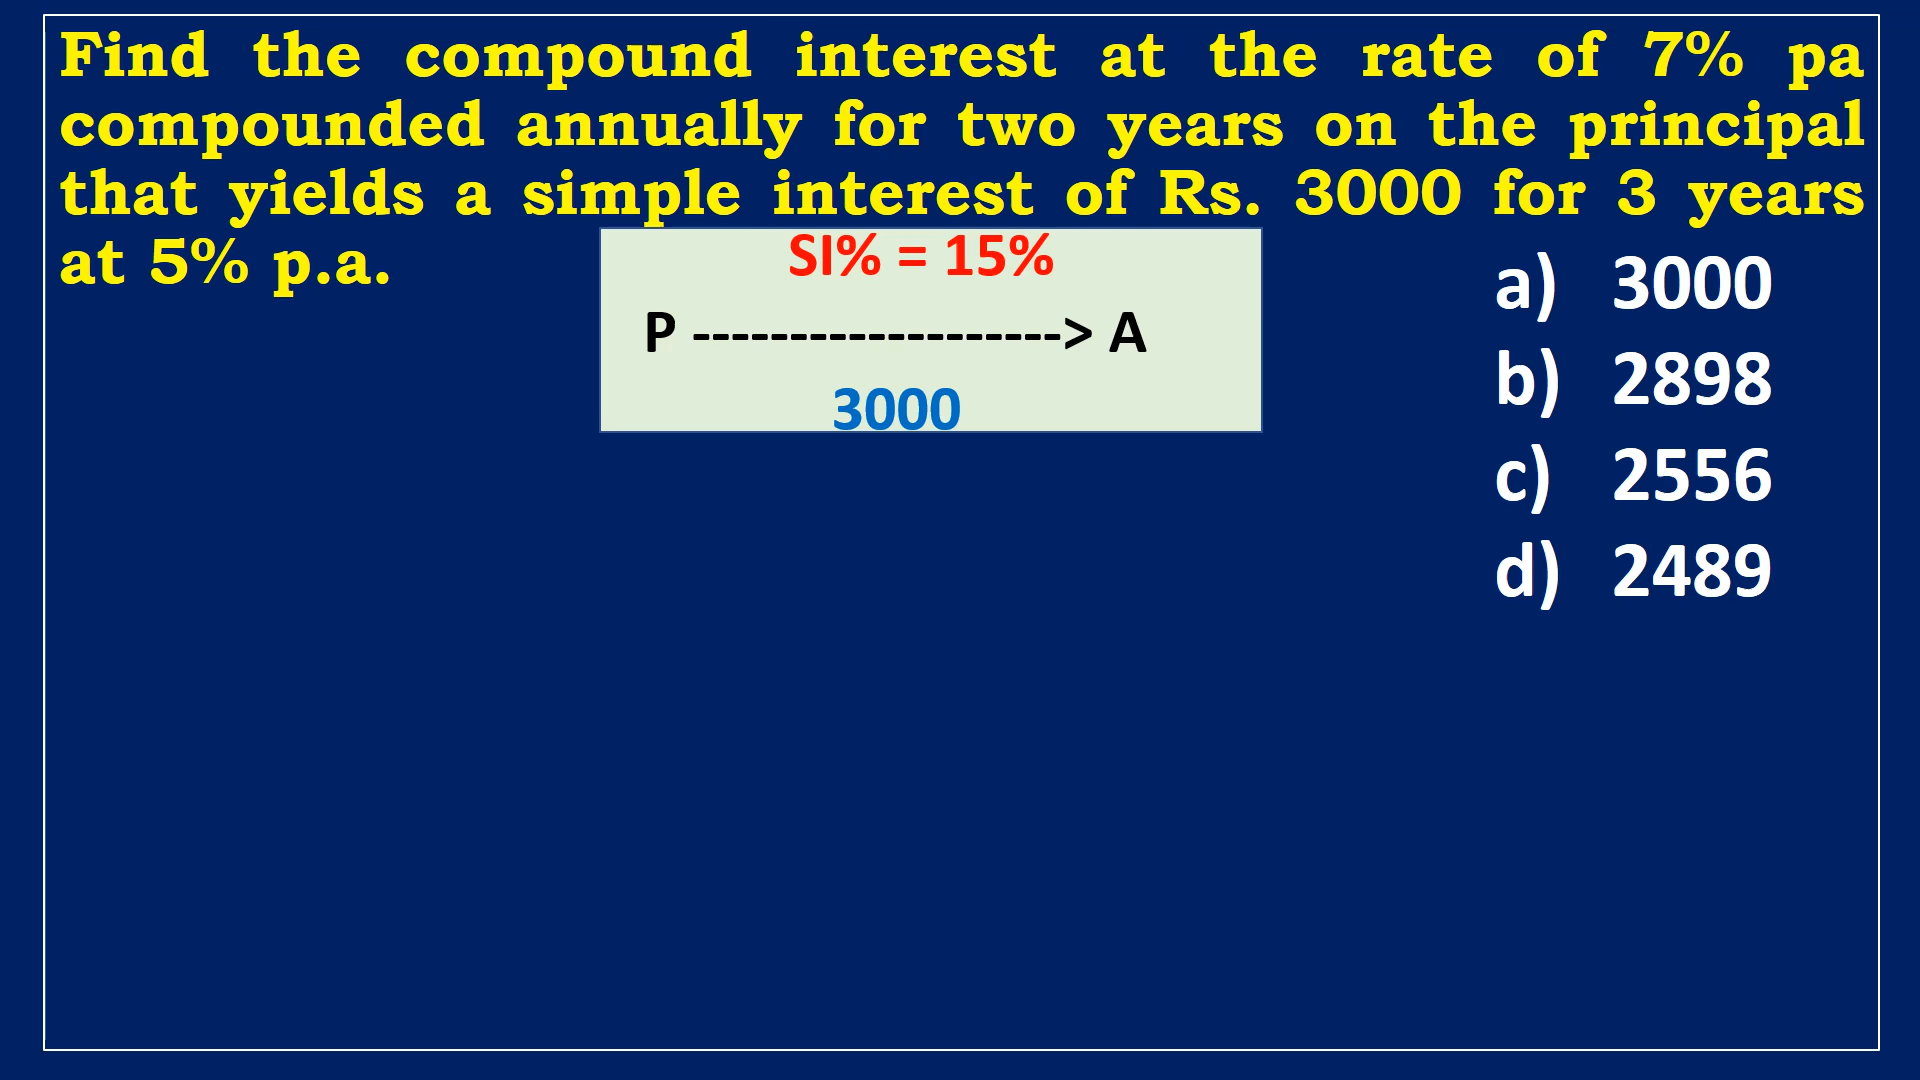 Find the compound interest at the rate of 7% pa
compounded annually for two years on the principal
that yields a simple interest of Rs. 3000 for 3 years
at 5% p.a.
SI% = 15%
P -------------------> A
3000
a) 3000
b) 2898
c) 2556
d) 2489